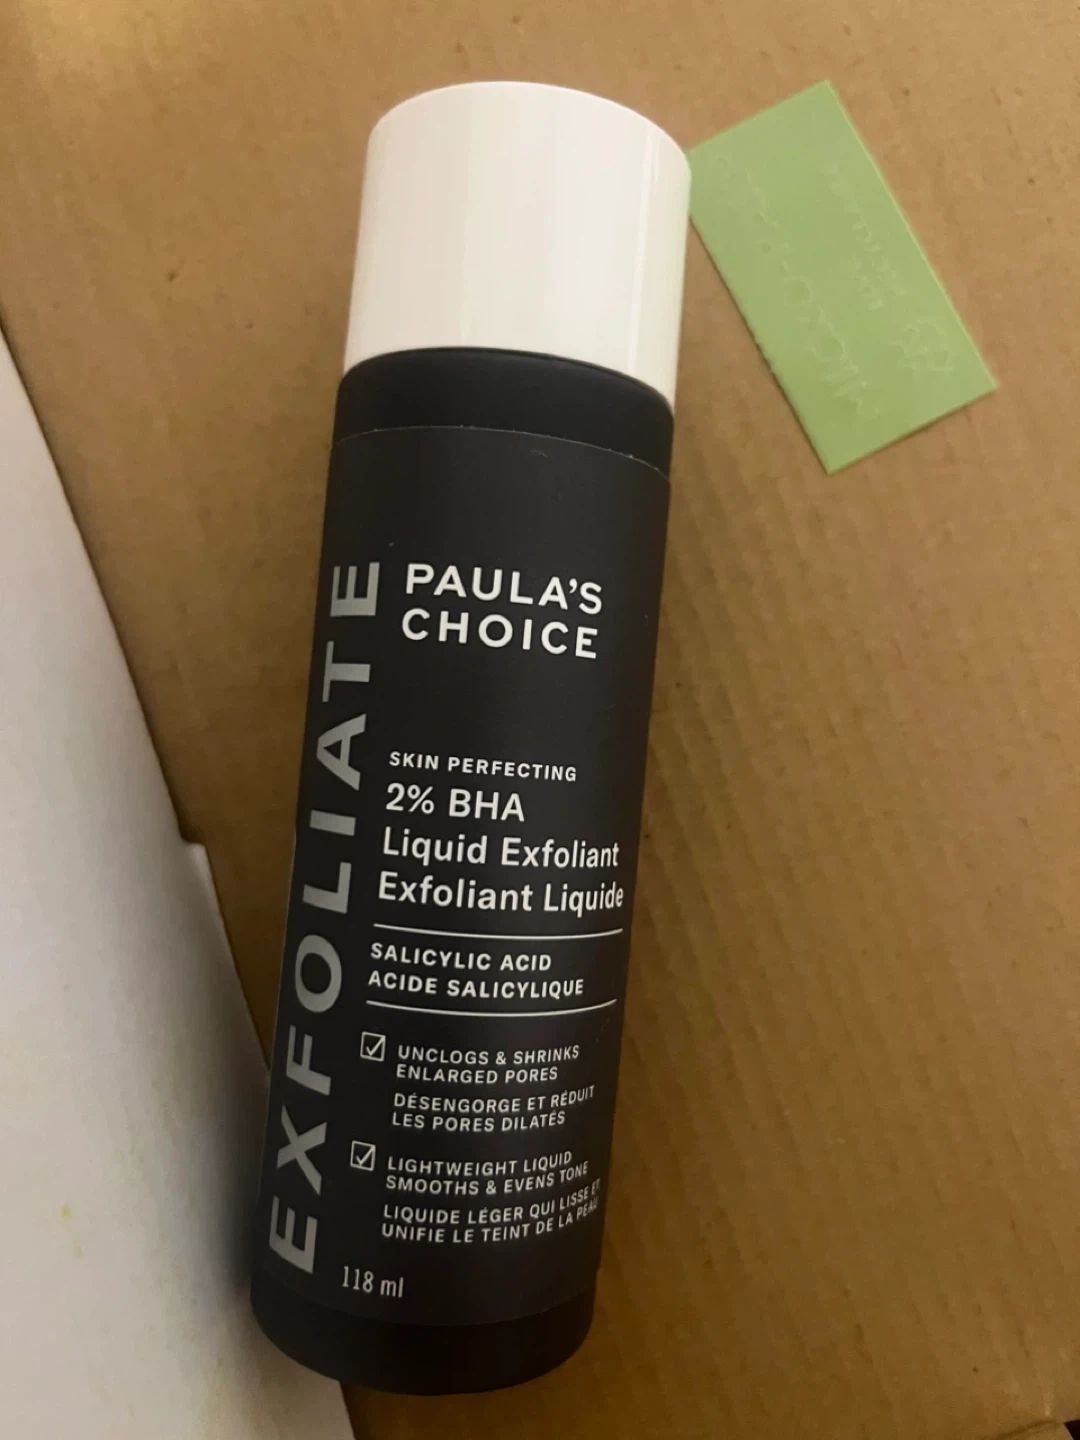 EXFOLIATE
PAULA'S
CHOICE
SKIN PERFECTING
2% BHA
Liquid Exfoliant
Exfoliant Liquide
SALICYLIC ACID
ACIDE SALICYLIQUE
UNCLOGS & SHRINKS
ENLARGED PORES
DÉSENGORGE ET RÉDUIT
LES PORES DILATÉS
LIGHTWEIGHT LIQUID
SMOOTHS & EVENS TONE
LIQUIDE LÉGER QUI LISSE ET
UNIFIE LE TEINT DE LA PEAU
118 ml